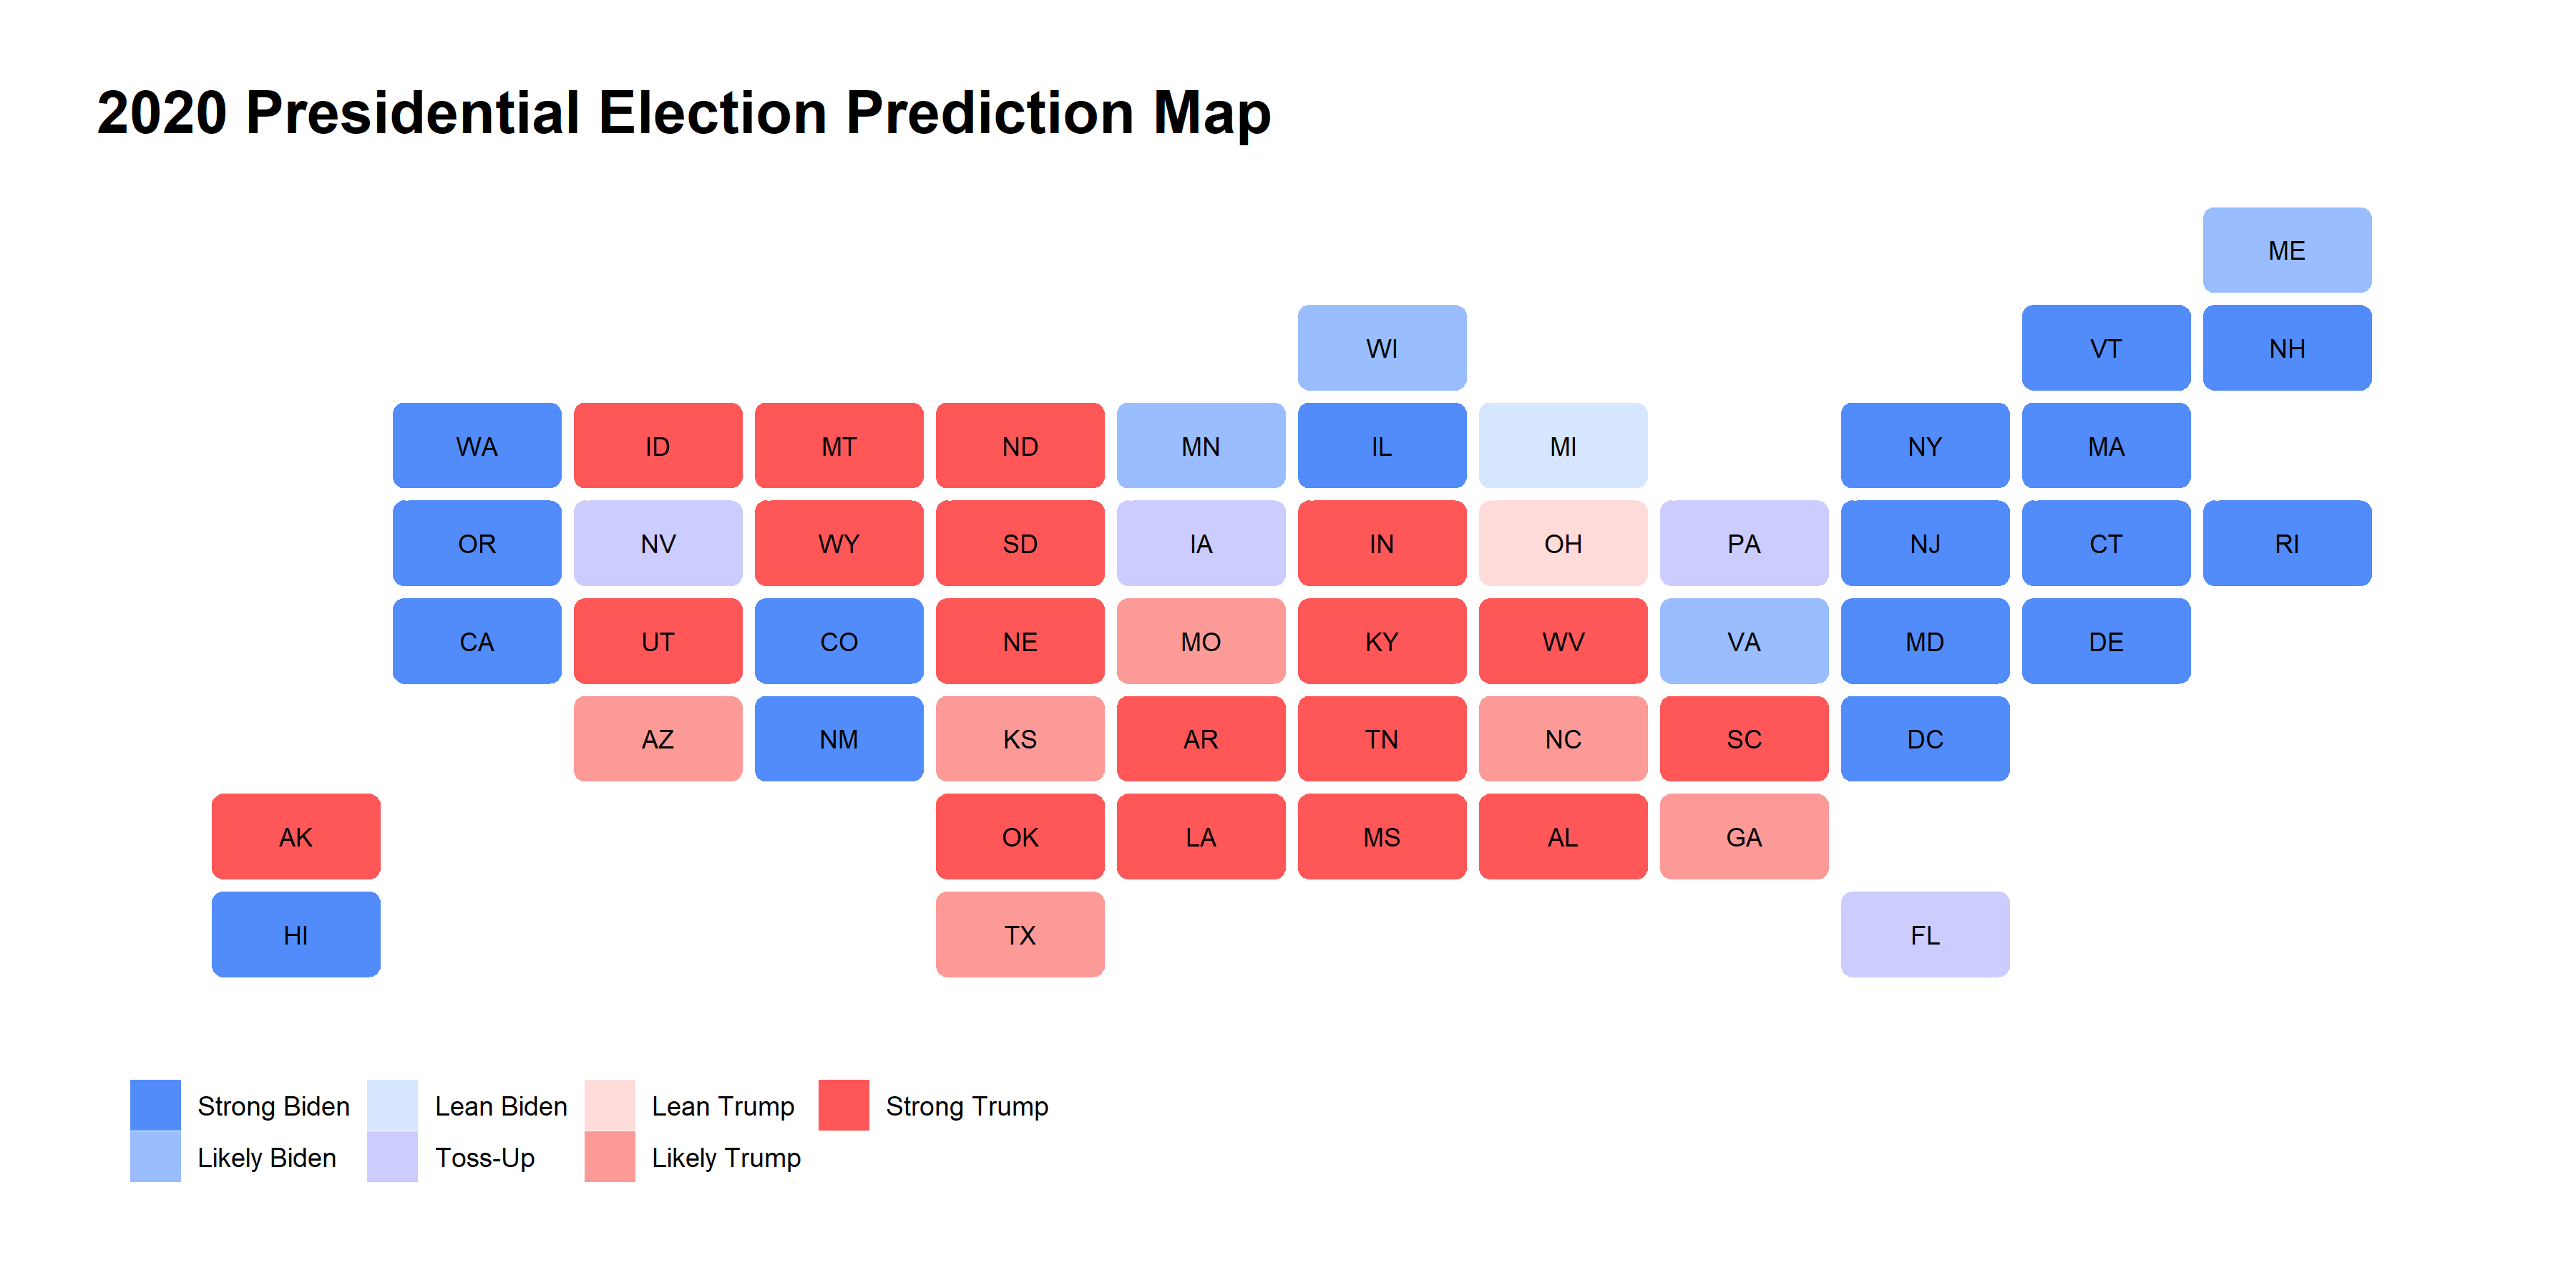 2020 Presidential Election Prediction Map
ME
WI VT NH
WA ID MT ND MN IL MI NY MA
OR NV WY SD IA IN OH PA NJ CT RI
CA UT CO NE MO KY WV VA MD DE
AZ NM KS AR TN NC SC DC
AK OK LA MS AL GA
HI TX FL
Strong Biden Lean Biden Lean Trump Strong Trump
Likely Biden Toss-Up Likely Trump